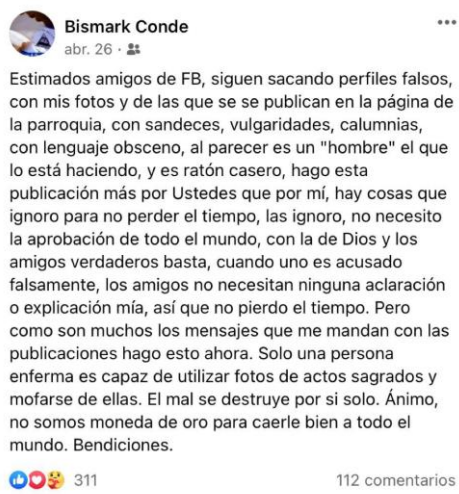 Bismark Conde
abr. 26 ·
Estimados amigos de FB, siguen sacando perfiles falsos,
con mis fotos y de las que se se publican en la página de
la parroquia, con sandeces, vulgaridades, calumnias,
con lenguaje obsceno, al parecer es un "hombre" el que
lo está haciendo, y es ratón casero, hago esta
publicación más por Ustedes que por mí, hay cosas que
ignoro para no perder el tiempo, las ignoro, no necesito
la aprobación de todo el mundo, con la de Dios y los
amigos verdaderos basta, cuando uno es acusado
falsamente, los amigos no necesitan ninguna aclaración
o explicación mía, así que no pierdo el tiempo. Pero
como son muchos los mensajes que me mandan con las
publicaciones hago esto ahora. Solo una persona
enferma es capaz de utilizar fotos de actos sagrados y
mofarse de ellas. El mal se destruye por si solo. Ánimo,
no somos moneda de oro para caerle bien a todo el
mundo. Bendiciones.
311 112 comentarios